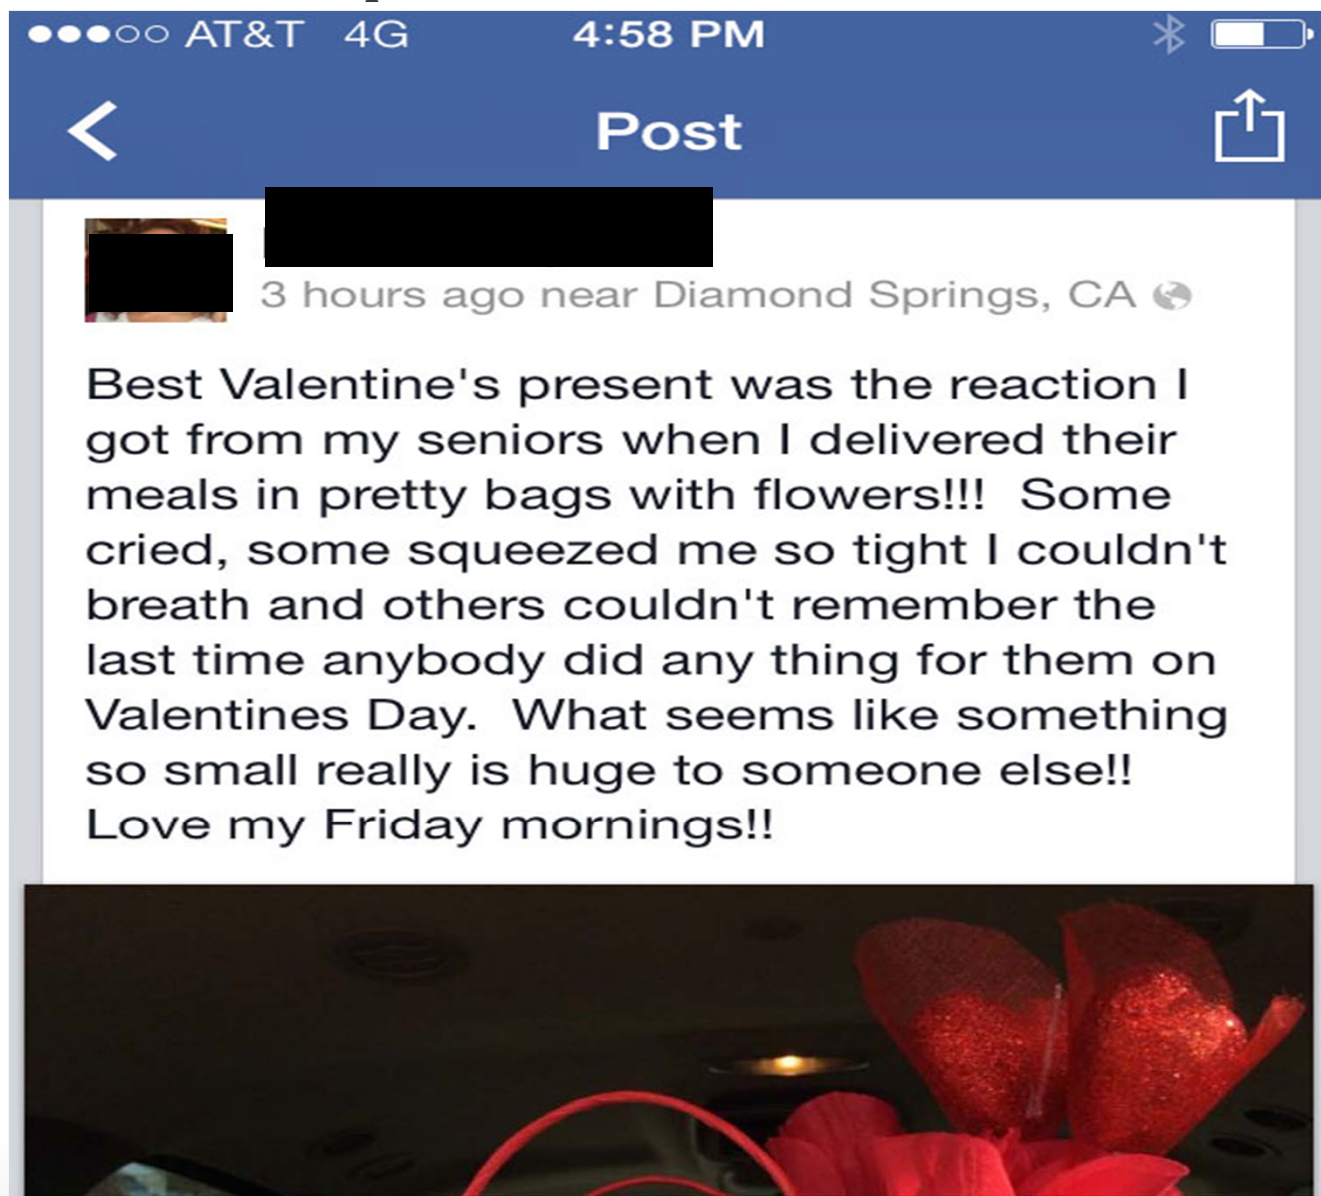 AT&T 4G 4:58 PM
Post
3 hours ago near Diamond Springs, CA
Best Valentine's present was the reaction I
got from my seniors when I delivered their
meals in pretty bags with flowers!!! Some
cried, some squeezed me so tight I couldn't
breath and others couldn't remember the
last time anybody did any thing for them on
Valentines Day. What seems like something
so small really is huge to someone else!!
Love my Friday mornings!!